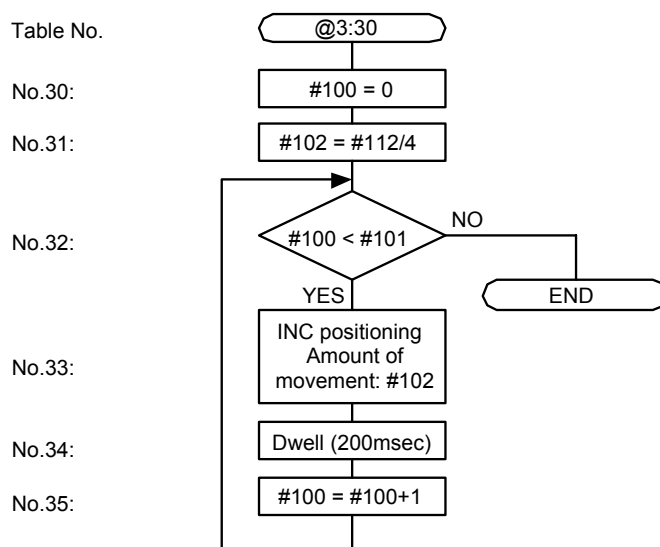 Table No.
@3:30
No.30:
#100 = 0
No.31:
#102 = #112/4
No.32:
#100 < #101
NO
END
YES
No.33:
INC positioning
Amount of
movement: #102
No.34:
Dwell (200msec)
No.35:
#100 = #100+1